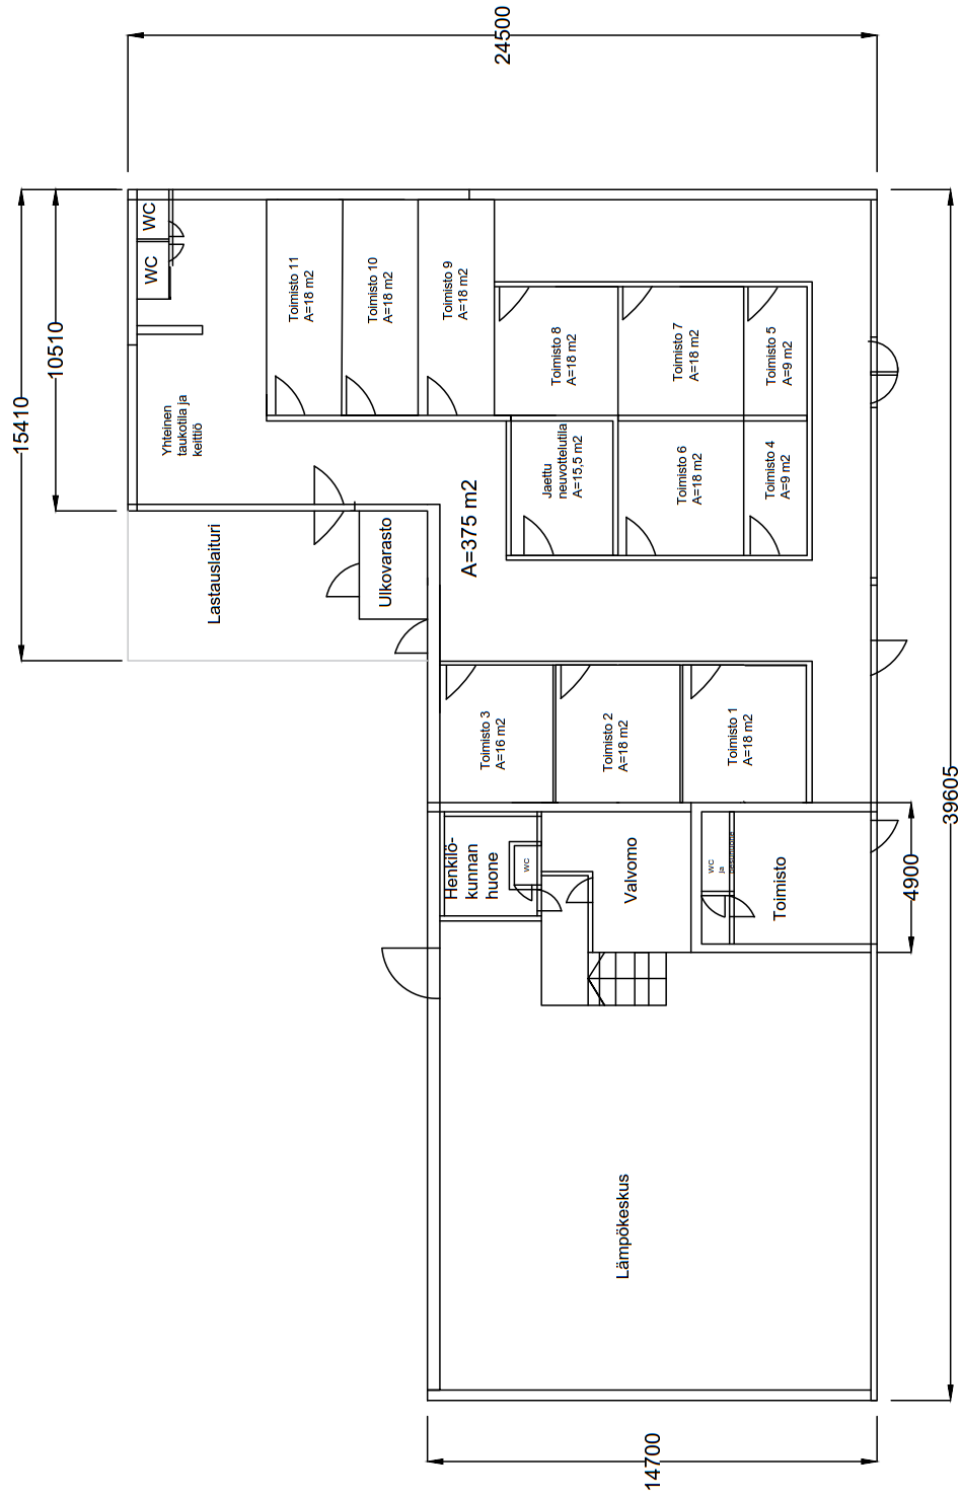 24500
15410
10510
WC
WC
Toimisto 11
A=18 m2
Toimisto 10
A=18 m2
Toimisto 9
A=18 m2
Yhteinen
taukotila ja
keittiö
Toimisto 8
A=18 m2
Toimisto 7
A=18 m2
Toimisto 5
A=9 m2
Jaettu
neuvottelutila
A=15,5 m2
Toimisto 6
A=18 m2
Toimisto 4
A=9 m2
A=375 m2
Lastauslaituri
Ulkovarasto
Toimisto 3
A=16 m2
Toimisto 2
A=18 m2
Toimisto 1
A=18 m2
39605
Henkilö-
kunnan
huone
WC
Valvomo
WC
ja
pesuhuone
Toimisto
4900
Lämpökeskus
14700